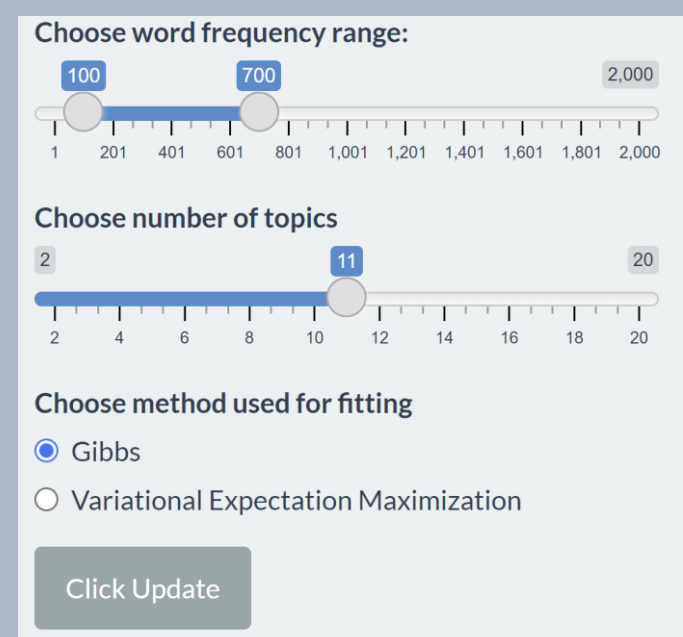 Choose word frequency range:
100 700 2,000
1 201 401 601 801 1,001 1,201 1,401 1,601 1,801 2,000
Choose number of topics
2 11 20
2 4 6 8 10 12 14 16 18 20
Choose method used for fitting
Gibbs
Variational Expectation Maximization
Click Update